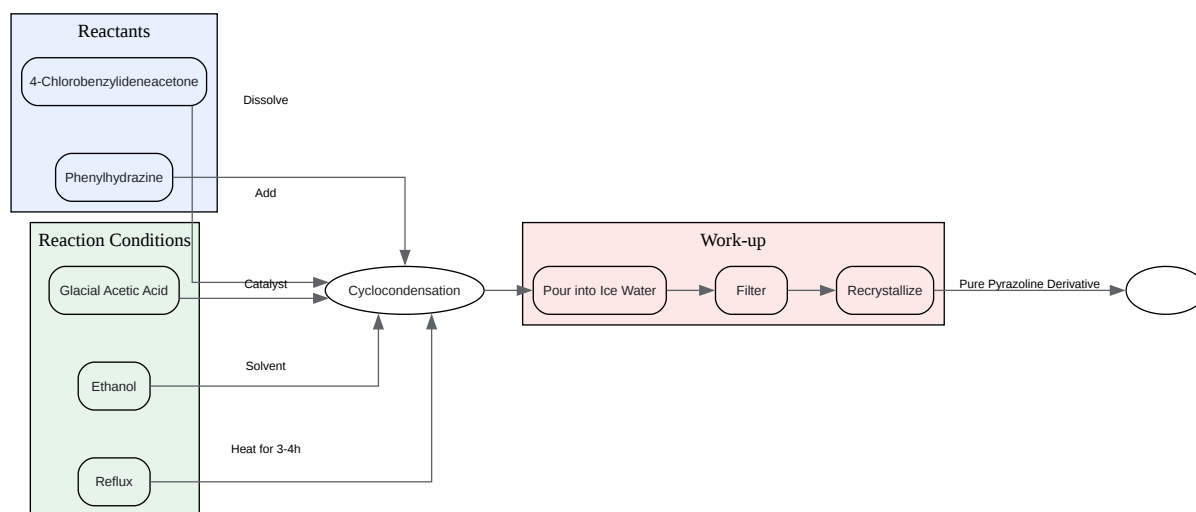 Reactants
4-Chlorobenzylideneacetone
Dissolve
Phenylhydrazine
Add
Reaction Conditions
Glacial Acetic Acid
Catalyst
Cyclocondensation
Work-up
Pour into Ice Water
Filter
Recrystallize
Pure Pyrazoline Derivative
Ethanol
Solvent
Reflux
Heat for 3-4h